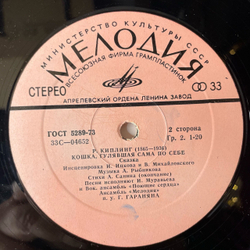 МИНИСТЕРСТВО КУЛЬТУРЫ СССР
МЕЛОДИЯ
ВСЕСОЮЗНАЯ ФИРМА ГРАМПЛАСТИНОК
СТЕРЕО
33
АПРЕЛЕВСКИЙ ОРДЕНА ЛЕНИНА ЗАВОД
ГОСТ 5289-73
2 сторона
33С—04652
Гр. 2. 1-20
Р. КИПЛИНГ (1865—1936)
КОШКА, ГУЛЯВШАЯ САМА ПО СЕБЕ
Сказка
Инсценировка Н. Ицкова и В. Михайловского
Музыка А. Рыбникова
Стихи А. Санина (окончание)
Песни исполняют И. Муравьева
и Вок. ансамбль «Поющие сердца»
Ансамбль «Мелодия»
п. у. Г. ГАРАНЯНА